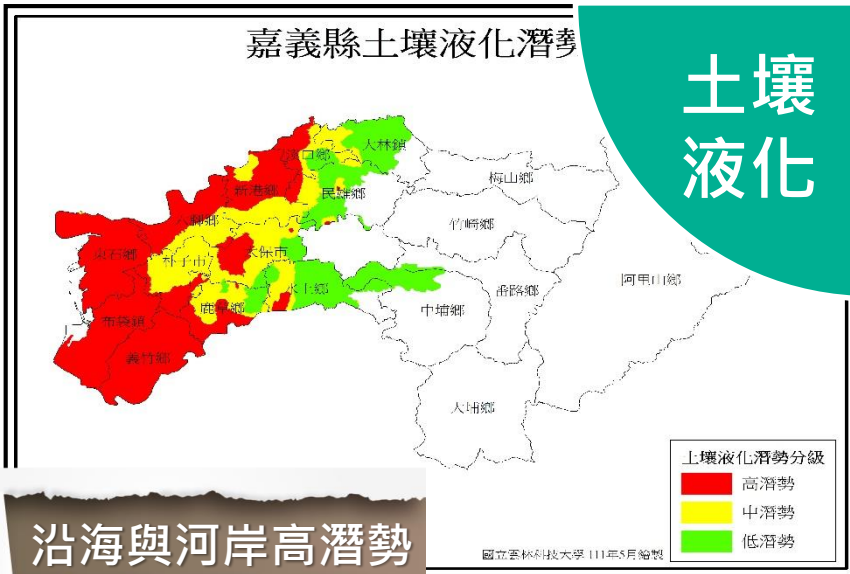 嘉義縣土壤液化潛勢
土壤
液化
溪口鄉
大林鎮
梅山鄉
新港鄉
民雄鄉
竹崎鄉
六腳鄉
東石鄉
朴子市
太保市
阿里山鄉
水上鄉
番路鄉
鹿草鄉
中埔鄉
布袋鎮
義竹鄉
大埔鄉
土壤液化潛勢分級
高潛勢
中潛勢
低潛勢
沿海與河岸高潛勢
國立雲林科技大學 111年5月繪製